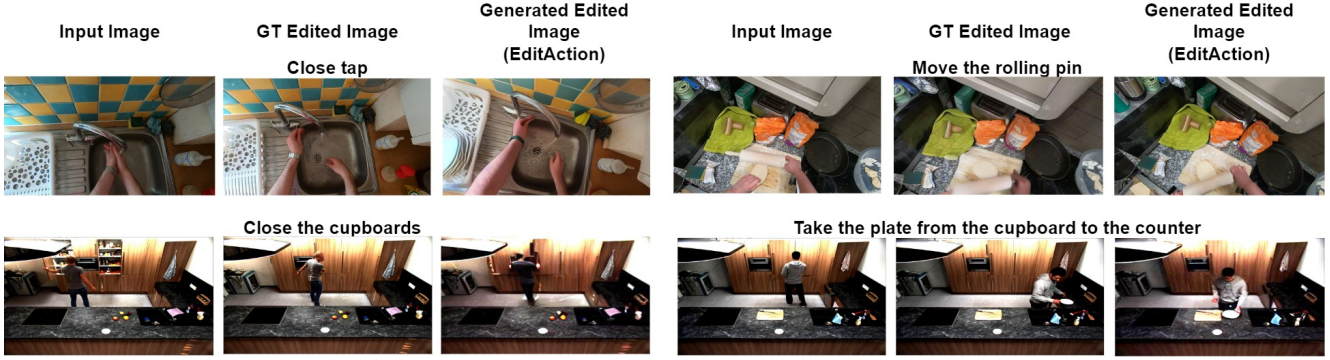 Input Image
GT Edited Image
Generated Edited
Image
(EditAction)
Input Image
GT Edited Image
Generated Edited
Image
(EditAction)
Close tap
Move the rolling pin
Close the cupboards
Take the plate from the cupboard to the counter